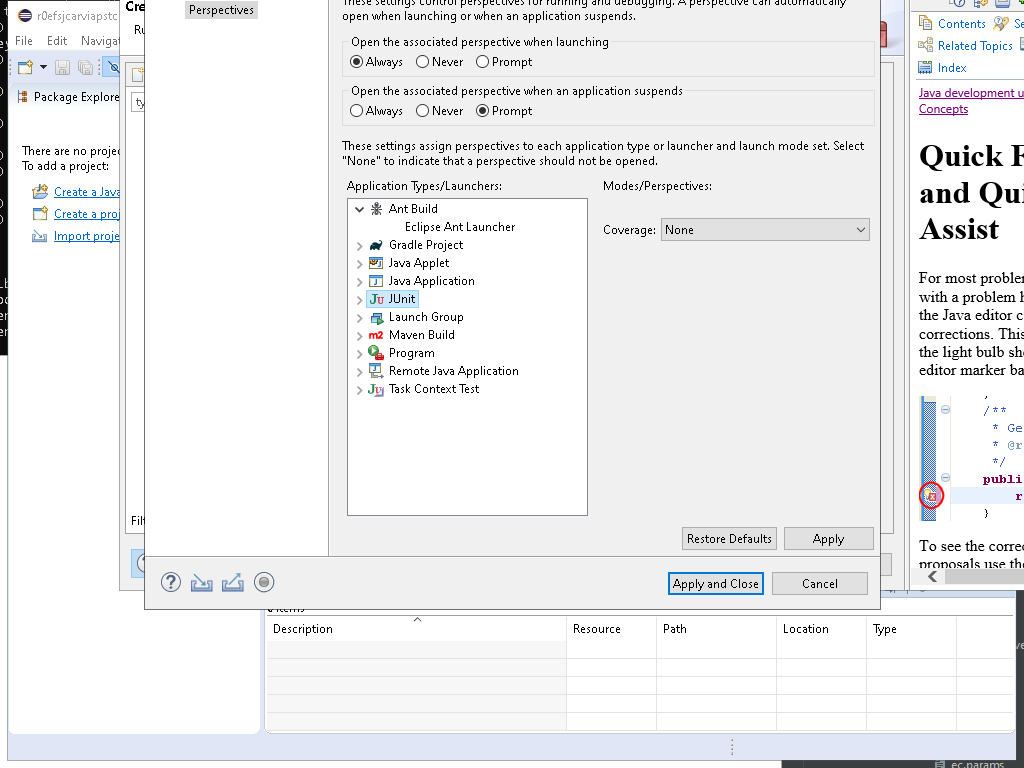 r0efsjcarviapstc
File Edit Navigat
Package Explore
There are no projec
To add a project:
Create a Java
Create a proj
Import proje
Cre
Ru
ty
Filt
Perspectives
These settings control perspectives for running and debugging. A perspective can automatically
open when launching or when an application suspends.
Open the associated perspective when launching
Always Never Prompt
Open the associated perspective when an application suspends
Always Never Prompt
These settings assign perspectives to each application type or launcher and launch mode set. Select
"None" to indicate that a perspective should not be opened.
Application Types/Launchers:
Modes/Perspectives:
Ant Build
Eclipse Ant Launcher
Gradle Project
Java Applet
Java Application
JUnit
Launch Group
Maven Build
Program
Remote Java Application
Task Context Test
Coverage: None
Restore Defaults Apply
Apply and Close Cancel
Contents Se
Related Topics
Index
Java development u
Concepts
Quick F
and Qui
Assist
For most problem
with a problem h
the Java editor c
corrections. This
the light bulb sho
editor marker ba
/**
* Ge
* @r
*/
publi
r
}
To see the correc
proposals use the
0 items
Description Resource Path Location Type
ec.params